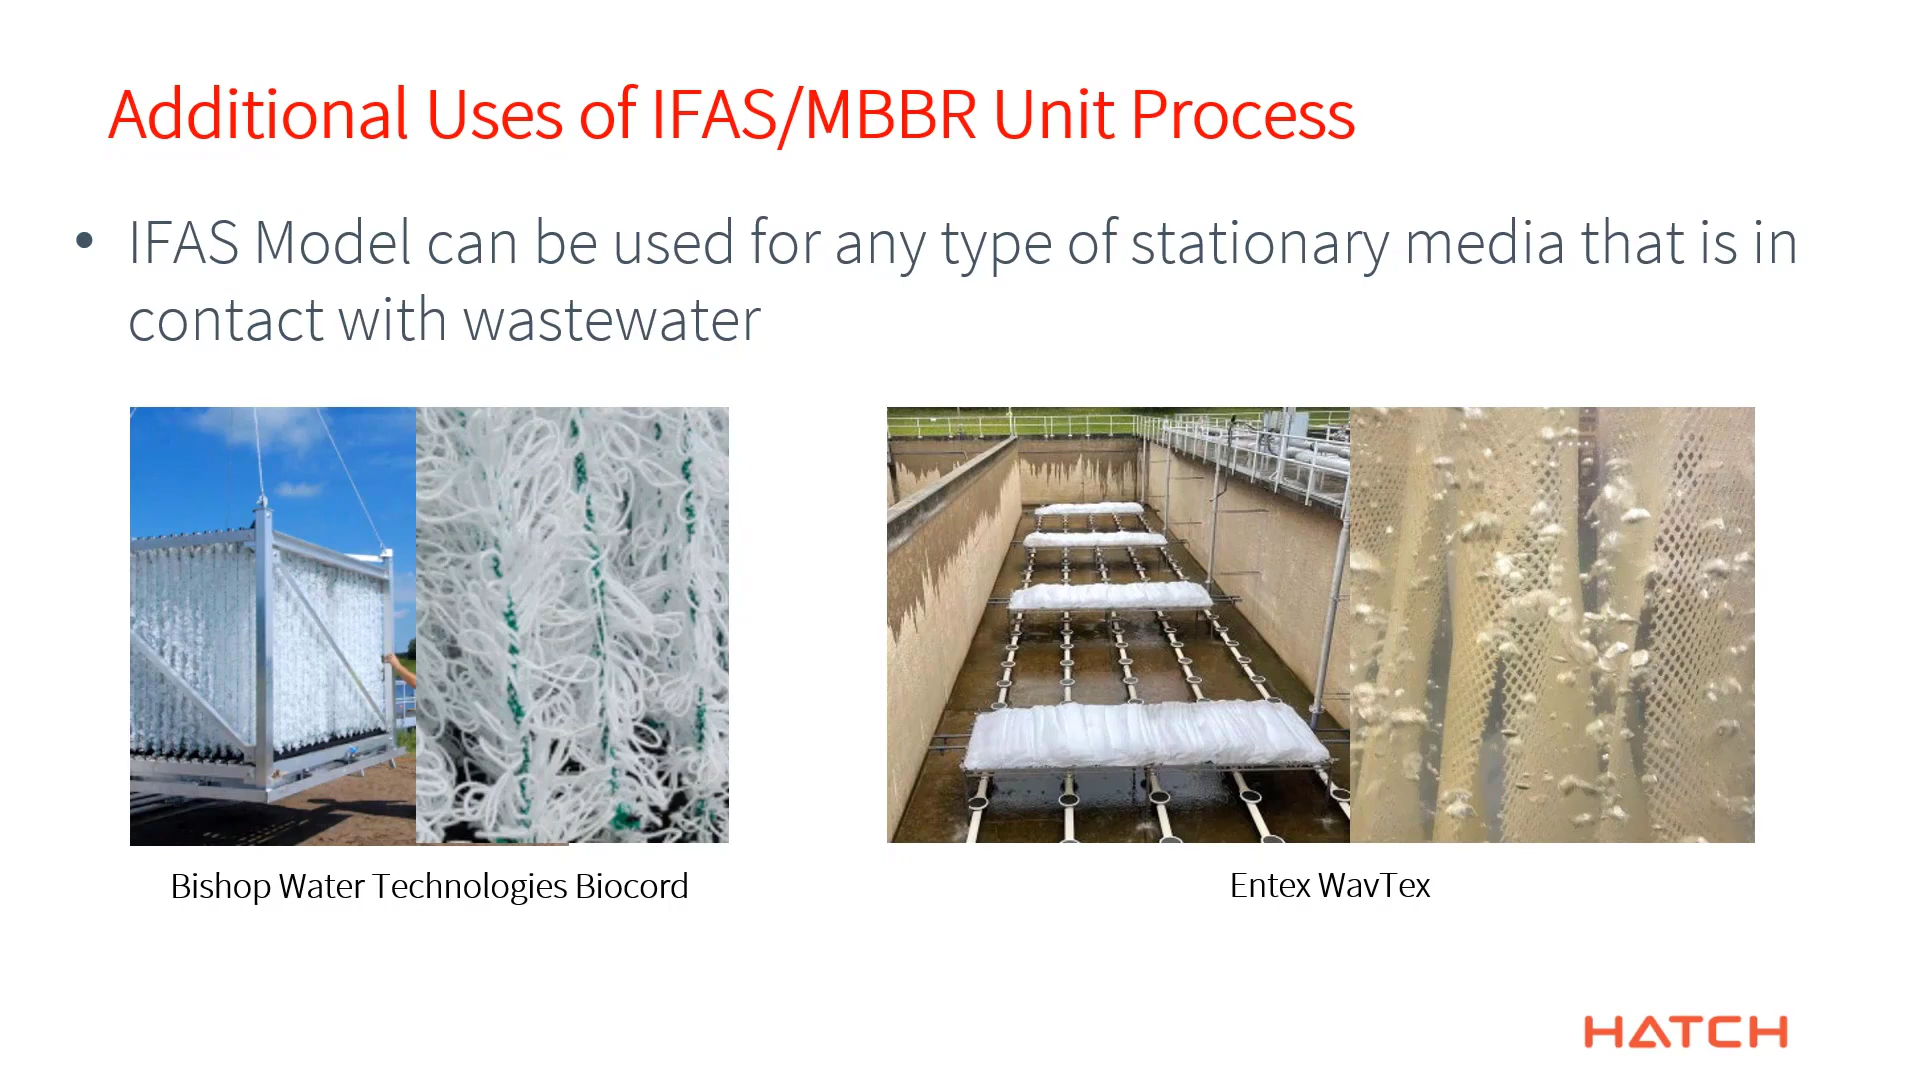 Additional Uses of IFAS/MBBR Unit Process
• IFAS Model can be used for any type of stationary media that is in
contact with wastewater
Bishop Water Technologies Biocord
Entex WavTex
HATCH